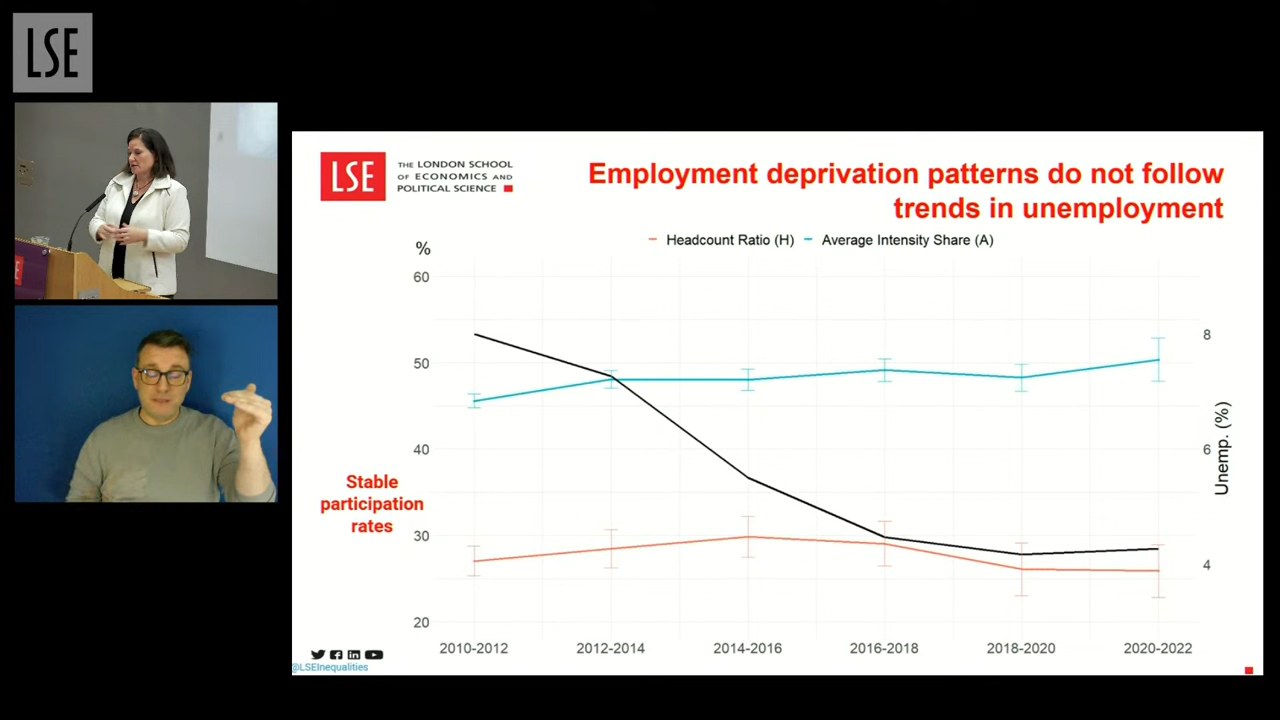 LSE
LSE
THE LONDON SCHOOL
OF ECONOMICS AND
POLITICAL SCIENCE
Employment deprivation patterns do not follow
trends in unemployment
Headcount Ratio (H) Average Intensity Share (A)
%
60
50
40
30
20
8
6
4
Unemp. (%)
Stable
participation
rates
2010-2012 2012-2014 2014-2016 2016-2018 2018-2020 2020-2022
@LSEInequalities